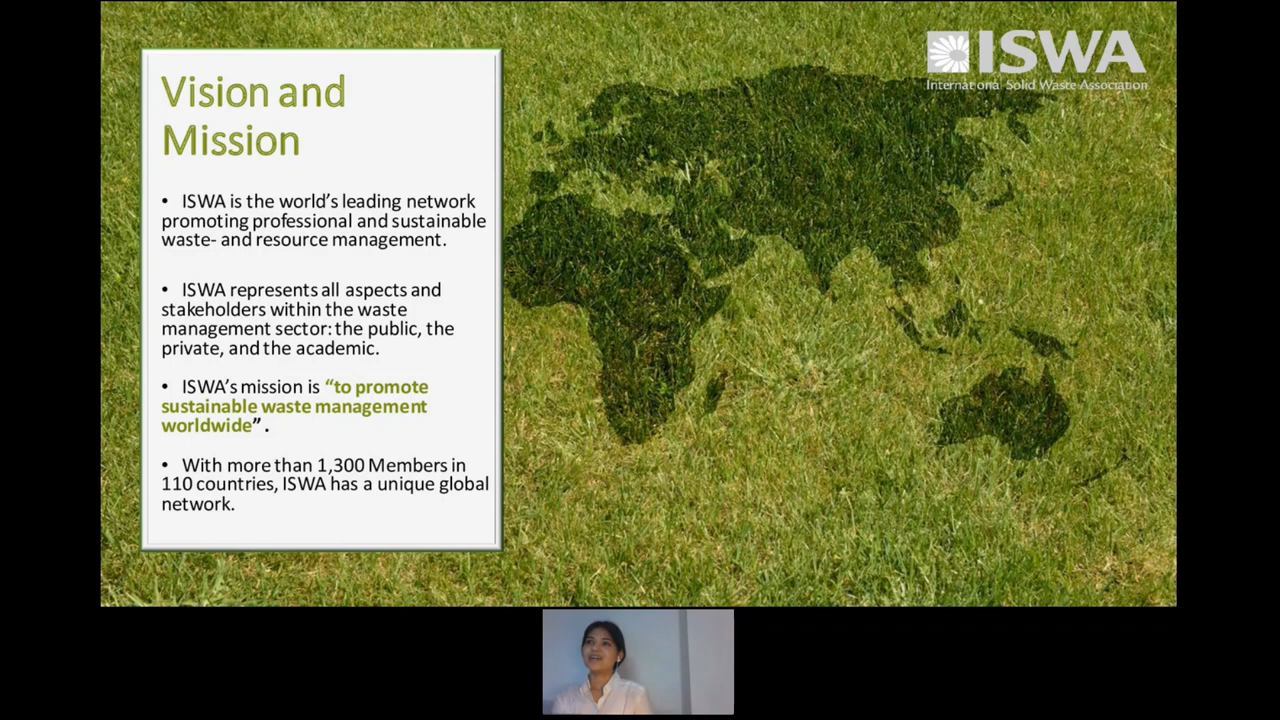 Vision and
Mission
• ISWA is the world's leading network
promoting professional and sustainable
waste- and resource management.
• ISWA represents all aspects and
stakeholders within the waste
management sector: the public, the
private, and the academic.
• ISWA's mission is “to promote
sustainable waste management
worldwide” .
• With more than 1,300 Members in
110 countries, ISWA has a unique global
network.
ISWA
International Solid Waste Association